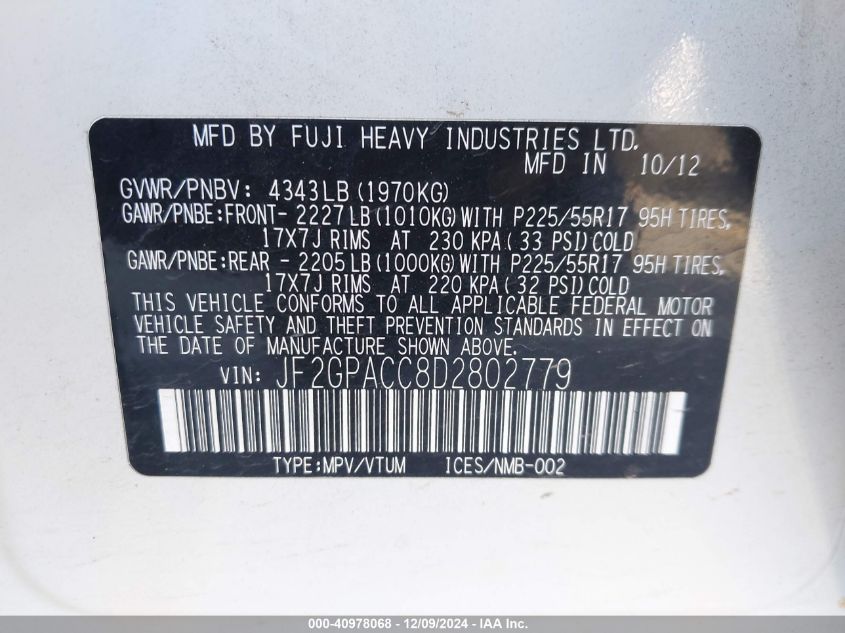 MFD BY FUJI HEAVY INDUSTRIES LTD.
MFD IN 10/12
GVWR/PNBV: 4343LB (1970KG)
GAWR/PNBE:FRONT- 2227LB (1010KG) WITH P225/55R17 95H TIRES,
17X7J RIMS AT 230 KPA (33 PSI) COLD
GAWR/PNBE:REAR - 2205LB (1000KG) WITH P225/55R17 95H TIRES,
17X7J RIMS AT 220 KPA (32 PSI) COLD
THIS VEHICLE CONFORMS TO ALL APPLICABLE FEDERAL MOTOR
VEHICLE SAFETY AND THEFT PREVENTION STANDARDS IN EFFECT ON
THE DATE OF MANUFACTURE SHOWN ABOVE.
VIN: JF2GPACC8D2802779
TYPE:MPV/VTUM ICES/NMB-002
000-40978068 - 12/09/2024 - IAA Inc.